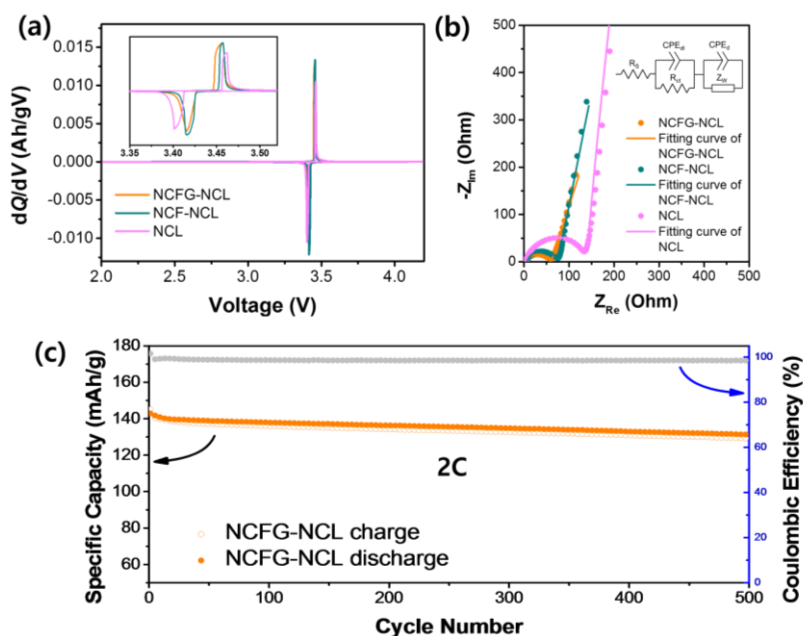 (a)
0.015
0.010
0.005
0.000
-0.005
-0.010
dQ/dV (Ah/gV)
3.35 3.40 3.45 3.50
NCFG-NCL
NCF-NCL
NCL
2.0 2.5 3.0 3.5 4.0
Voltage (V)
(b)
500
400
300
200
100
0
-Z_Im (Ohm)
CPE_dl CPE_d
R_s
R_ct Z_W
NCFG-NCL
Fitting curve of
NCFG-NCL
NCF-NCL
Fitting curve of
NCF-NCL
NCL
Fitting curve of
NCL
0 100 200 300 400 500
Z_Re (Ohm)
(c)
180
160
140
120
100
80
60
Specific Capacity (mAh/g)
2C
NCFG-NCL charge
NCFG-NCL discharge
0 100 200 300 400 500
Cycle Number
100
80
60
40
20
0
Coulombic Efficiency (%)